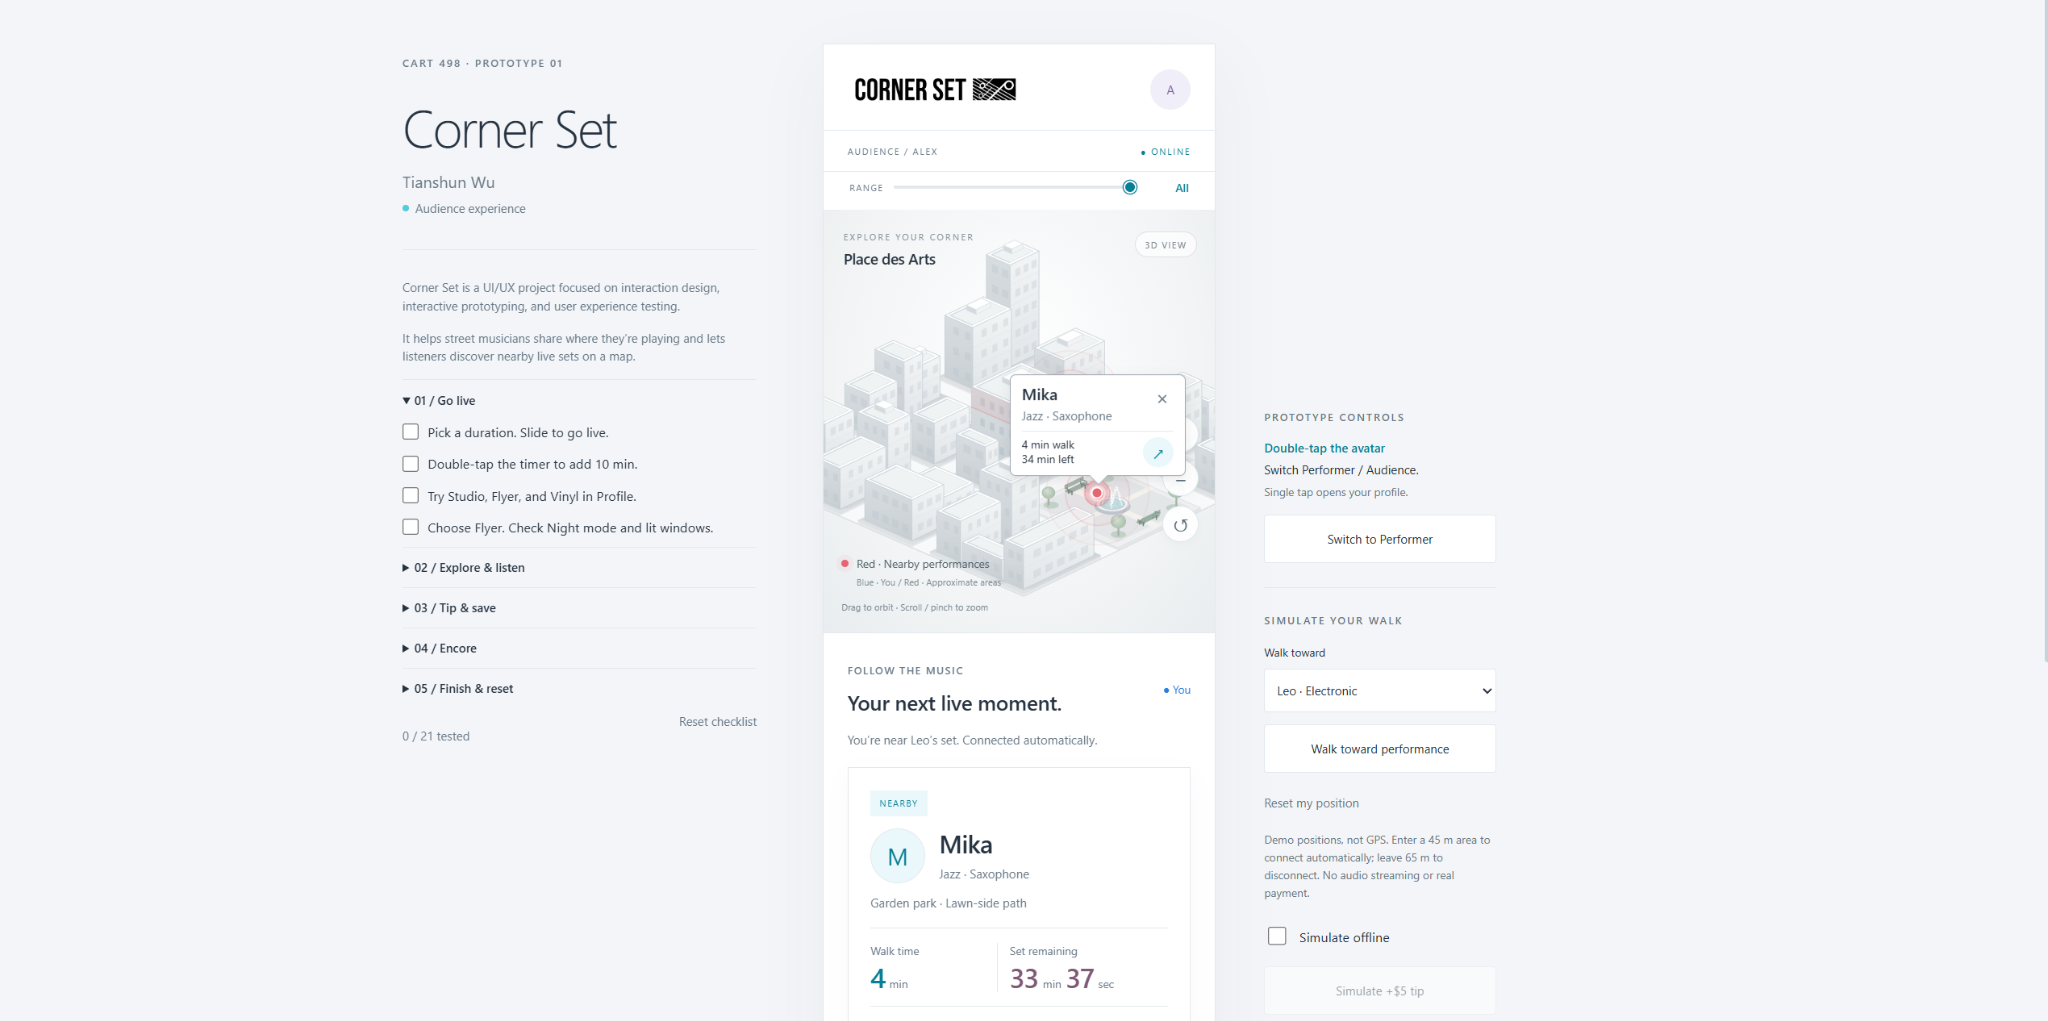 CART 498 · PROTOTYPE 01
Corner Set
Tianshun Wu
Audience experience
Corner Set is a UI/UX project focused on interaction design,
interactive prototyping, and user experience testing.
It helps street musicians share where they're playing and lets
listeners discover nearby live sets on a map.
01 / Go live
Pick a duration. Slide to go live.
Double-tap the timer to add 10 min.
Try Studio, Flyer, and Vinyl in Profile.
Choose Flyer. Check Night mode and lit windows.
02 / Explore & listen
03 / Tip & save
04 / Encore
05 / Finish & reset
Reset checklist
0 / 21 tested
CORNER SET
A
AUDIENCE / ALEX
ONLINE
RANGE
All
EXPLORE YOUR CORNER
Place des Arts
3D VIEW
Mika
Jazz · Saxophone
4 min walk
34 min left
Red · Nearby performances
Blue · You / Red · Approximate areas
Drag to orbit · Scroll / pinch to zoom
FOLLOW THE MUSIC
Your next live moment.
You
You're near Leo's set. Connected automatically.
NEARBY
M
Mika
Jazz · Saxophone
Garden park · Lawn-side path
Walk time
4 min
Set remaining
33 min 37 sec
PROTOTYPE CONTROLS
Double-tap the avatar
Switch Performer / Audience.
Single tap opens your profile.
Switch to Performer
SIMULATE YOUR WALK
Walk toward
Leo · Electronic
Walk toward performance
Reset my position
Demo positions, not GPS. Enter a 45 m area to
connect automatically; leave 65 m to
disconnect. No audio streaming or real
payment.
Simulate offline
Simulate +$5 tip